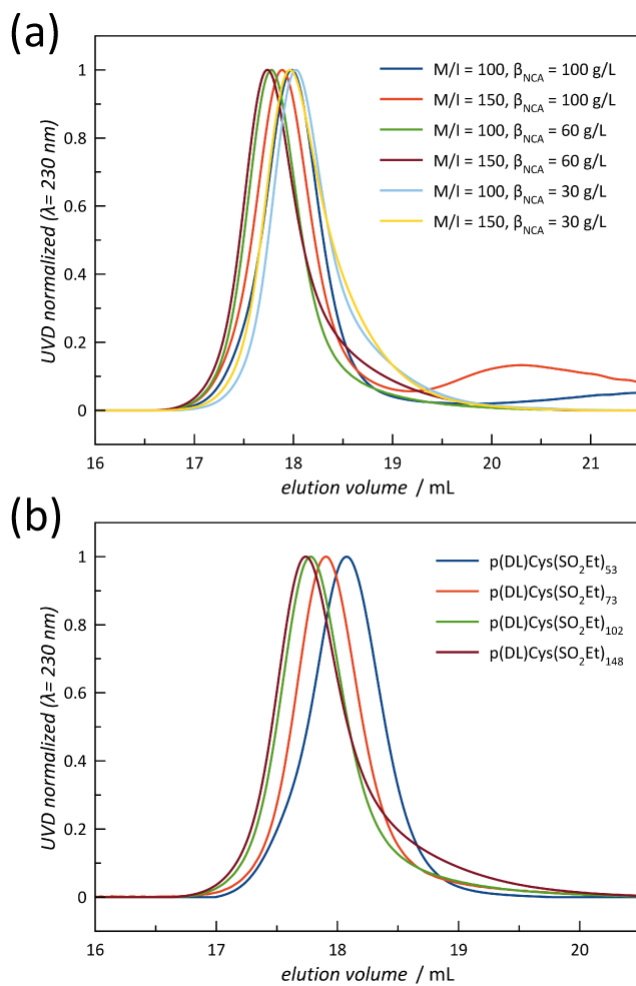 (a)
M/I = 100, βNCA = 100 g/L
M/I = 150, βNCA = 100 g/L
M/I = 100, βNCA = 60 g/L
M/I = 150, βNCA = 60 g/L
M/I = 100, βNCA = 30 g/L
M/I = 150, βNCA = 30 g/L
UVD normalized (λ= 230 nm)
1
0.8
0.6
0.4
0.2
0
16 17 18 19 20 21
elution volume / mL
(b)
p(DL)Cys(SO2Et)53
p(DL)Cys(SO2Et)73
p(DL)Cys(SO2Et)102
p(DL)Cys(SO2Et)148
UVD normalized (λ= 230 nm)
1
0.8
0.6
0.4
0.2
0
16 17 18 19 20
elution volume / mL